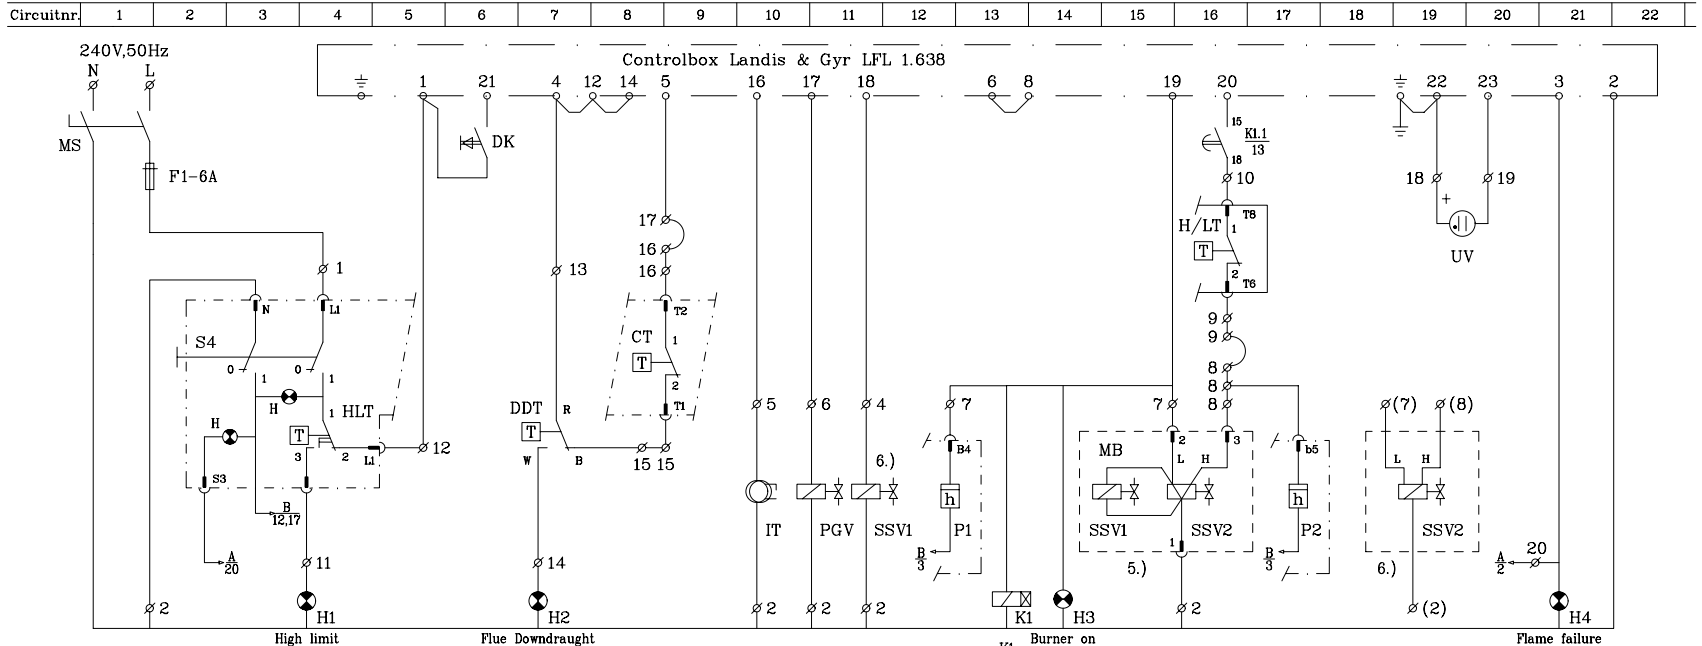 Circuitnr. 1 2 3 4 5 6 7 8 9 10 11 12 13 14 15 16 17 18 19 20 21 22
240V,50Hz
Controlbox Landis & Gyr LFL 1.638
N L
1 21 4 12 14 5 16 17 18 6 8 19 20 22 23 3 2
15
MS DK K1.1
13
18
F1-6A 10 18 19
+
17 T8
H/LT 1
16 T UV
1 13 16 2
T6
N L1 T2 9
S4 CT 1 9
T
0 0 2 8
1 1 8
H HLT 1 T1
DDT R 5 6 4 7 7 8 (7) (8)
H T T
3 2 L1 12 W B 15 15 6.) B4 MB 2 3 b5
L H L H
S3
h h
B
12,17 IT PGV SSV1 P1 SSV1 SSV2 P2 SSV2
A
20 11 14 B
3 1 5.) B
3 6.) A
2 20
2 H1 H2 2 2 2 K1 H3 2 (2) H4
High limit Flue Downdraught Burner on Flame failure